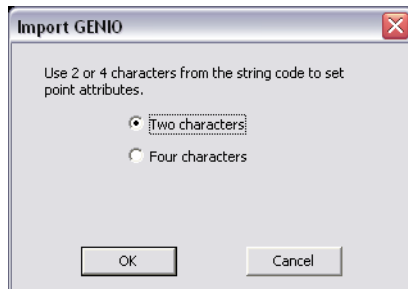 Import GENIO
Use 2 or 4 characters from the string code to set
point attributes.
Two characters
Four characters
OK Cancel